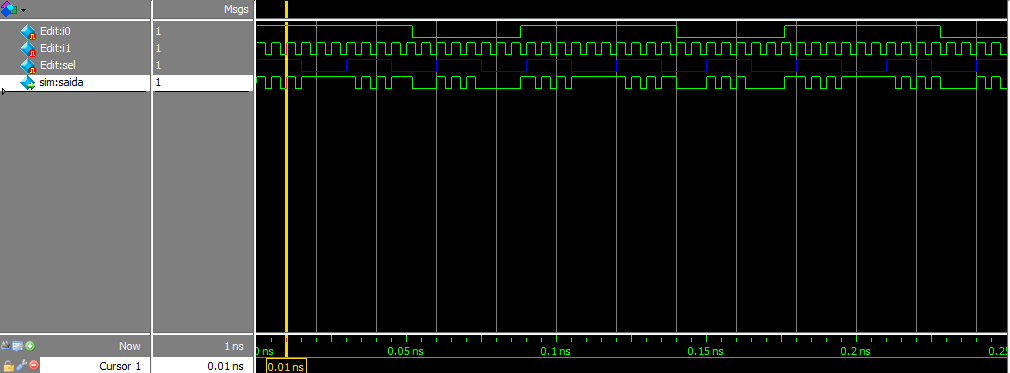 Msgs
Edit:i0 1
Edit:i1 1
Edit:sel 1
sim:saida 1
Now 1 ns
ns 0.05 ns 0.1 ns 0.15 ns 0.2 ns 0.25
Cursor 1 0.01 ns 0.01 ns